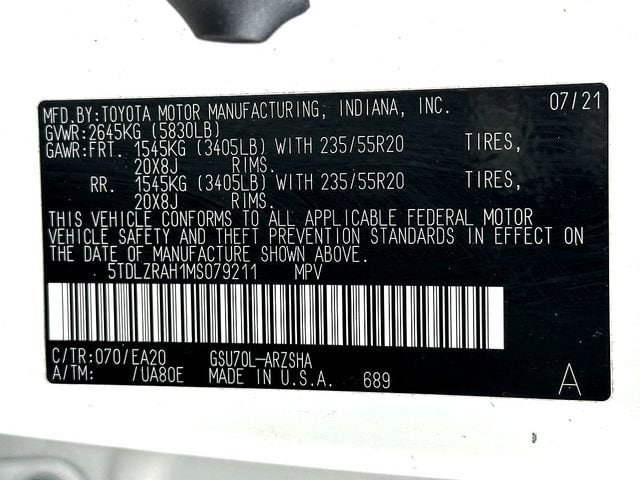 MFD.BY:TOYOTA MOTOR MANUFACTURING, INDIANA, INC. 07/21
GVWR:2645KG (5830LB)
GAWR:FRT. 1545KG (3405LB) WITH 235/55R20 TIRES,
20X8J RIMS.
RR. 1545KG (3405LB) WITH 235/55R20 TIRES,
20X8J RIMS.
THIS VEHICLE CONFORMS TO ALL APPLICABLE FEDERAL MOTOR
VEHICLE SAFETY AND THEFT PREVENTION STANDARDS IN EFFECT ON
THE DATE OF MANUFACTURE SHOWN ABOVE.
5TDLZRAH1MS079211 MPV
C/TR:070/EA20 GSU70L-ARZSHA
A/TM: /UA80E MADE IN U.S.A. 689 A